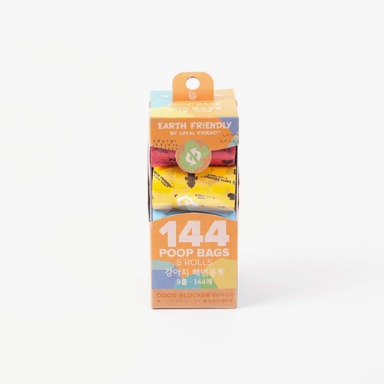 EARTH FRIENDLY
BY LOYAL FRIENDS
144
POOP BAGS
8 ROLLS
강아지 배변봉투
8롤 · 144매
ODOR BLOCKER